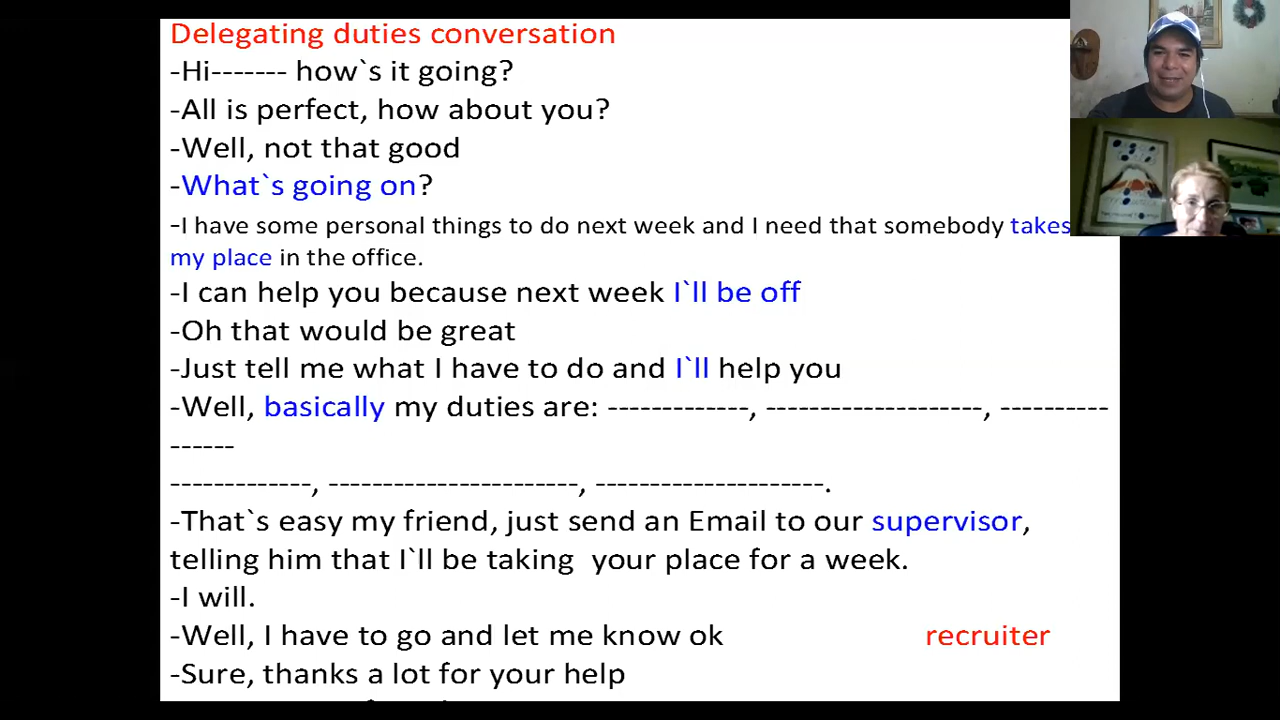 Delegating duties conversation
-Hi------- how`s it going?
-All is perfect, how about you?
-Well, not that good
-What`s going on?
-I have some personal things to do next week and I need that somebody takes
my place in the office.
-I can help you because next week I`ll be off
-Oh that would be great
-Just tell me what I have to do and I`ll help you
-Well, basically my duties are: -------------, --------------------, ----------
------
-------------, -----------------------, ---------------------.
-That`s easy my friend, just send an Email to our supervisor,
telling him that I`ll be taking  your place for a week.
-I will.
-Well, I have to go and let me know ok
recruiter
-Sure, thanks a lot for your help